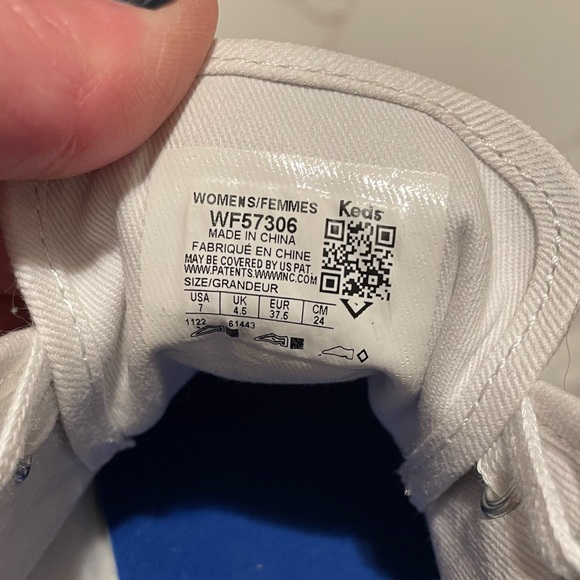 WOMENS/FEMMES Keds
WF57306
MADE IN CHINA
FABRIQUÉ EN CHINE
MAY BE COVERED BY US PAT.
WWW.PATENTS.WWWINC.COM
SIZE/GRANDEUR
USA UK EUR CM
7 4.5 37.5 24
1122 61443